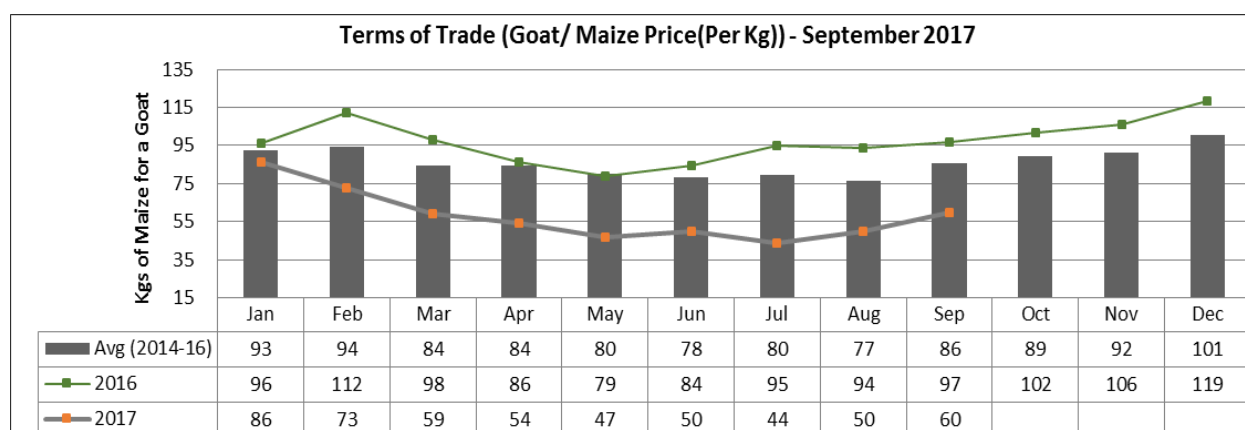 Terms of Trade (Goat/ Maize Price(Per Kg)) - September 2017
Kgs of Maize for a Goat
135
115
95
75
55
35
15
Jan Feb Mar Apr May Jun Jul Aug Sep Oct Nov Dec
Avg (2014-16) 93 94 84 84 80 78 80 77 86 89 92 101
2016 96 112 98 86 79 84 95 94 97 102 106 119
2017 86 73 59 54 47 50 44 50 60